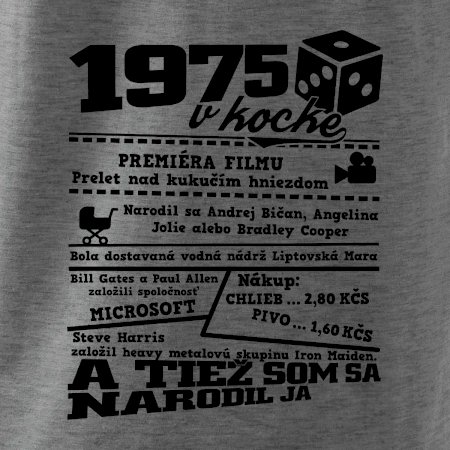 1975
v kocke
PREMIÉRA FILMU
Prelet nad kukučím hniezdom
Narodil sa Andrej Bičan, Angelina
Jolie alebo Bradley Cooper
Bola dostavaná vodná nádrž Liptovská Mara
Bill Gates a Paul Allen
založili spoločnosť
MICROSOFT
Nákup:
CHLIEB ... 2,80 KČS
PIVO ... 1,60 KČS
Steve Harris
založil heavy metalovú skupinu Iron Maiden.
A TIEŽ SOM SA
NARODIL JA